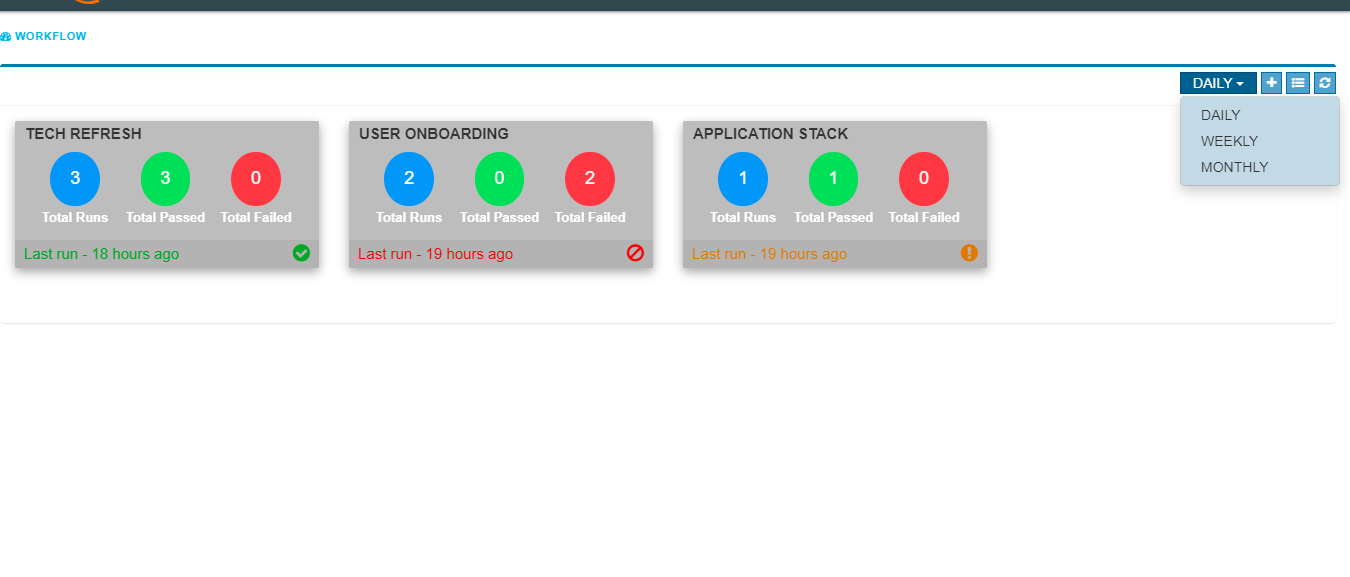 WORKFLOW
DAILY
DAILY
WEEKLY
MONTHLY
TECH REFRESH
3 3 0
Total Runs Total Passed Total Failed
Last run - 18 hours ago
USER ONBOARDING
2 0 2
Total Runs Total Passed Total Failed
Last run - 19 hours ago
APPLICATION STACK
1 1 0
Total Runs Total Passed Total Failed
Last run - 19 hours ago